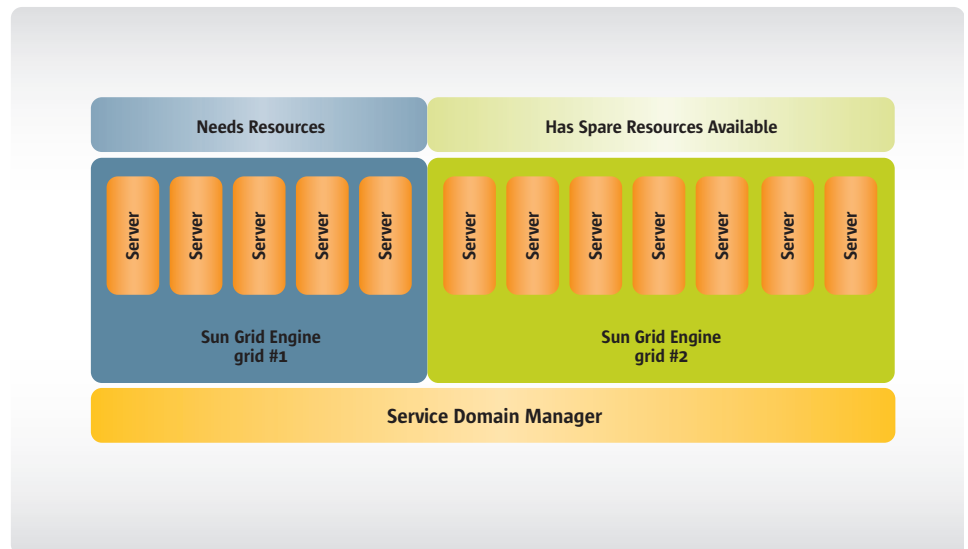 Needs Resources
Has Spare Resources Available
Server
Server
Server
Server
Server
Server
Server
Server
Server
Server
Server
Server
Sun Grid Engine
grid #1
Sun Grid Engine
grid #2
Service Domain Manager